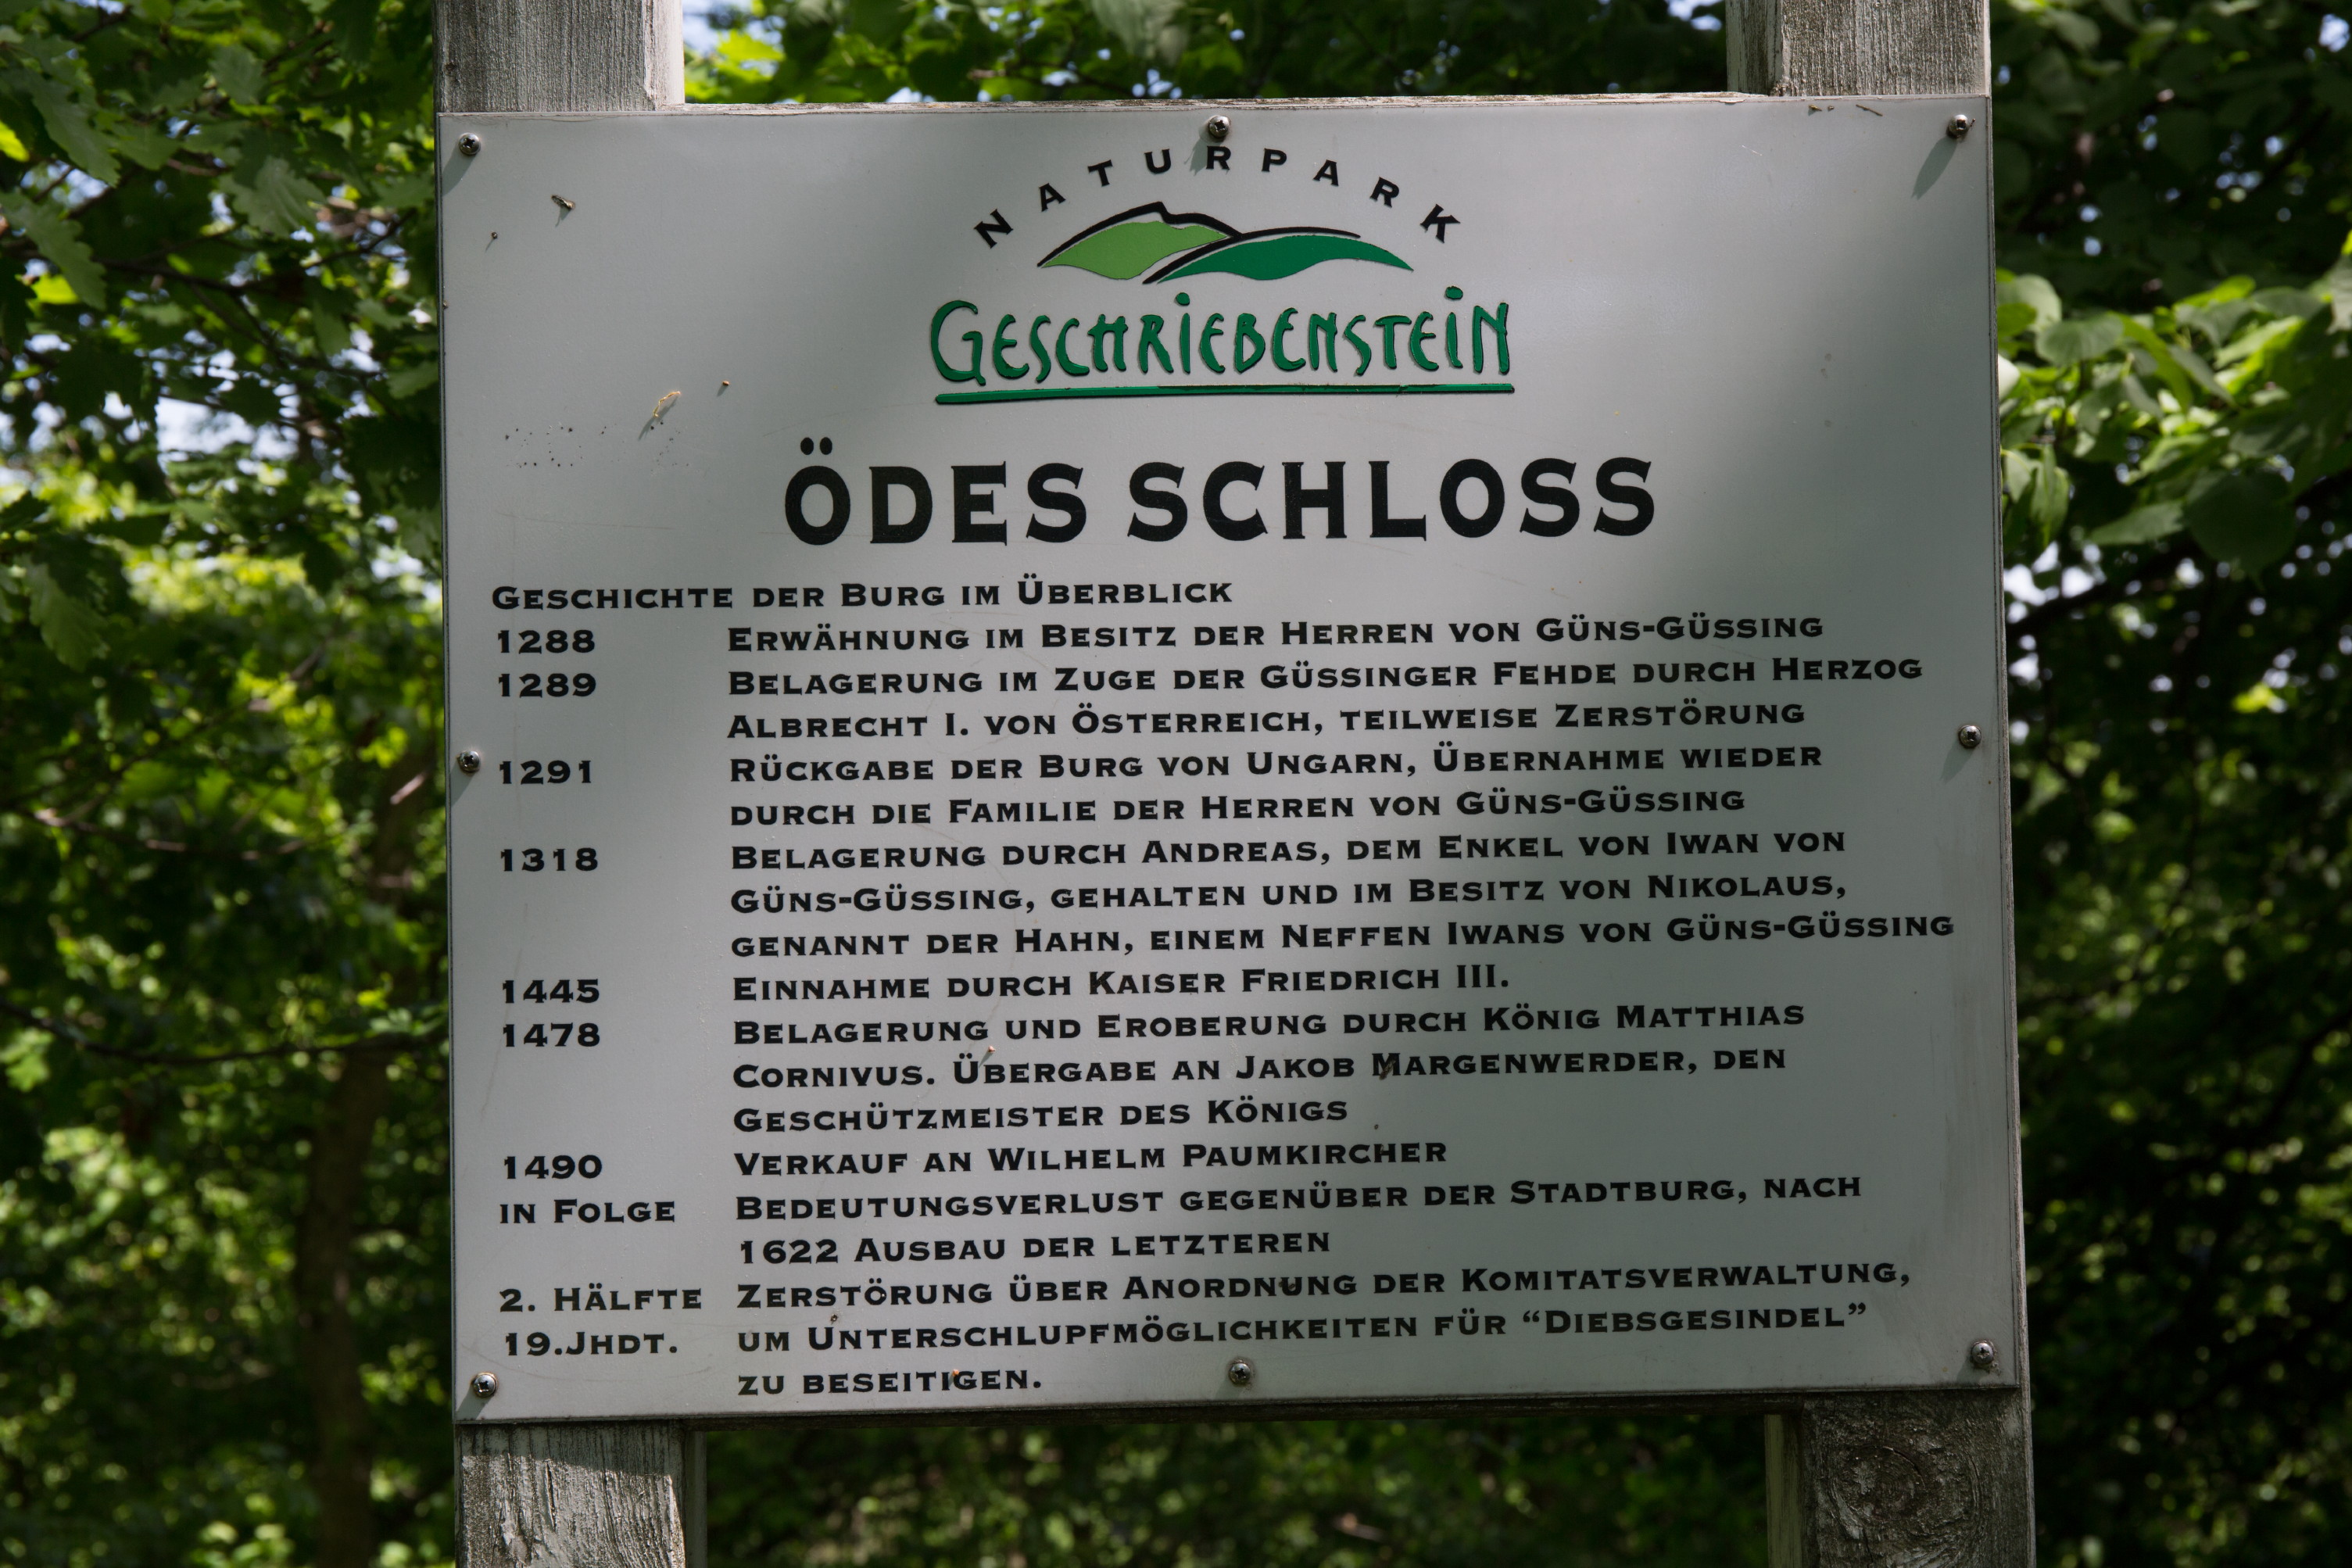 NATURPARK
GESCHRIEBENSTEIN
ÖDES SCHLOSS
GESCHICHTE DER BURG IM ÜBERBLICK
1288 ERWÄHNUNG IM BESITZ DER HERREN VON GÜNS-GÜSSING
1289 BELAGERUNG IM ZUGE DER GÜSSINGER FEHDE DURCH HERZOG
ALBRECHT I. VON ÖSTERREICH, TEILWEISE ZERSTÖRUNG
1291 RÜCKGABE DER BURG VON UNGARN, ÜBERNAHME WIEDER
DURCH DIE FAMILIE DER HERREN VON GÜNS-GÜSSING
1318 BELAGERUNG DURCH ANDREAS, DEM ENKEL VON IWAN VON
GÜNS-GÜSSING, GEHALTEN UND IM BESITZ VON NIKOLAUS,
GENANNT DER HAHN, EINEM NEFFEN IWANS VON GÜNS-GÜSSING
1445 EINNAHME DURCH KAISER FRIEDRICH III.
1478 BELAGERUNG UND EROBERUNG DURCH KÖNIG MATTHIAS
CORNIVUS. ÜBERGABE AN JAKOB MARGENWERDER, DEN
GESCHÜTZMEISTER DES KÖNIGS
1490 VERKAUF AN WILHELM PAUMKIRCHER
IN FOLGE BEDEUTUNGSVERLUST GEGENÜBER DER STADTBURG, NACH
1622 AUSBAU DER LETZTEREN
2. HÄLFTE ZERSTÖRUNG ÜBER ANORDNUNG DER KOMITATSVERWALTUNG,
19.JHDT. UM UNTERSCHLUPFMÖGLICHKEITEN FÜR “DIEBSGESINDEL”
ZU BESEITIGEN.